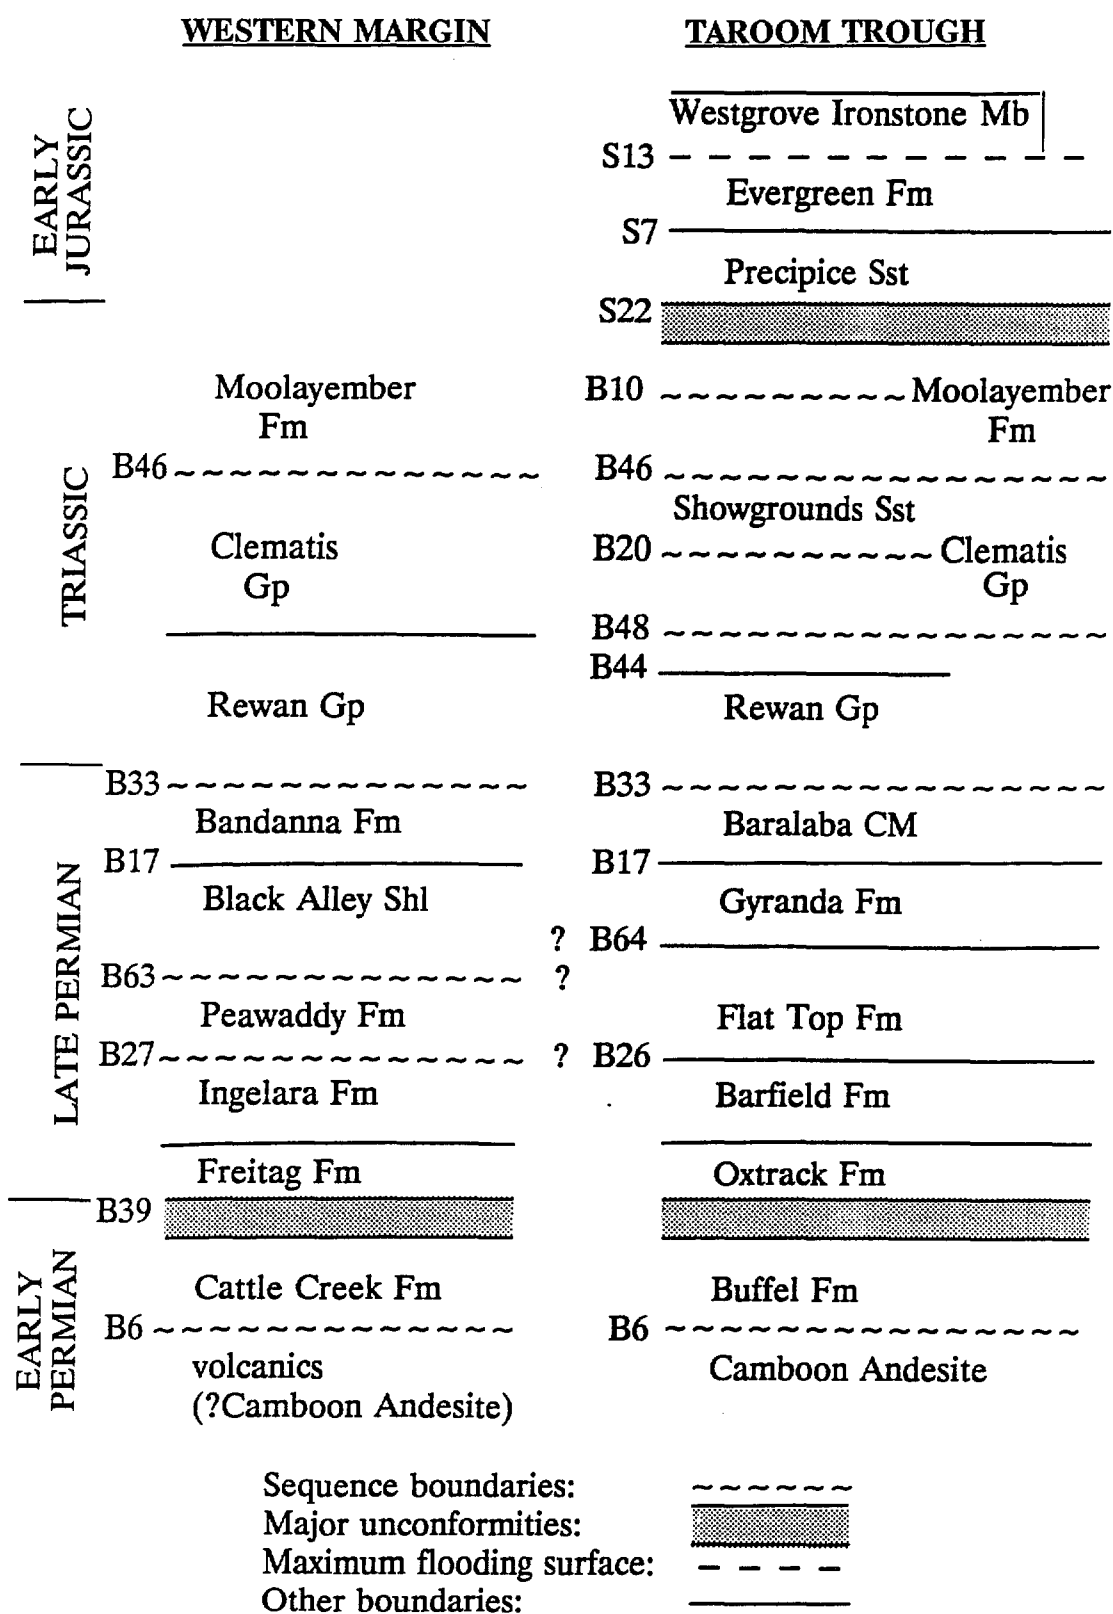 WESTERN MARGIN
TAROOM TROUGH
EARLY
JURASSIC
Westgrove Ironstone Mb
S13
Evergreen Fm
S7
Precipice Sst
S22
TRIASSIC
Moolayember
Fm
B10
Moolayember
Fm
B46
B46
Showgrounds Sst
Clematis
Gp
B20
Clematis
Gp
B48
B44
Rewan Gp
Rewan Gp
LATE PERMIAN
B33
B33
Bandanna Fm
Baralaba CM
B17
B17
Black Alley Shl
Gyranda Fm
? B64
B63
?
Peawaddy Fm
Flat Top Fm
B27
? B26
Ingelara Fm
Barfield Fm
Freitag Fm
Oxtrack Fm
B39
EARLY
PERMIAN
Cattle Creek Fm
Buffel Fm
B6
B6
volcanics
(?Camboon Andesite)
Camboon Andesite
Sequence boundaries:
Major unconformities:
Maximum flooding surface:
Other boundaries: